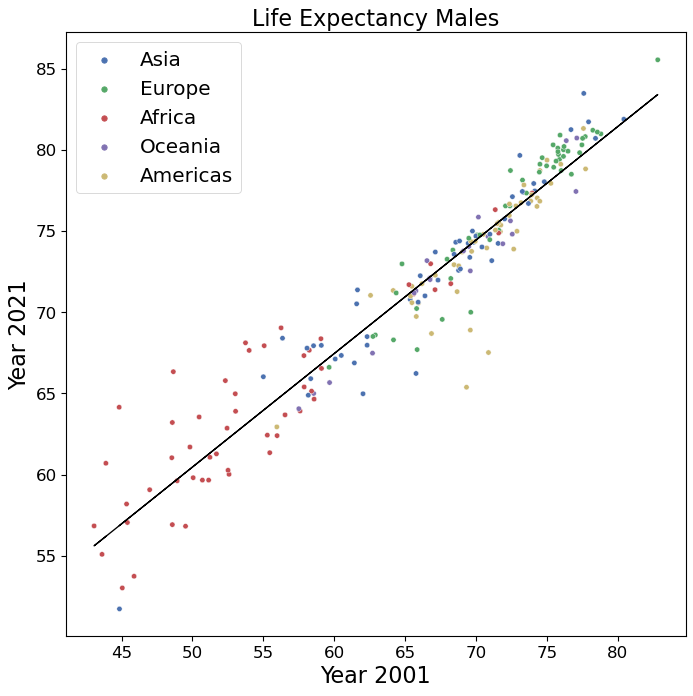 Life Expectancy Males
Asia
Europe
Africa
Oceania
Americas
Year 2021
85
80
75
70
65
60
55
45 50 55 60 65 70 75 80
Year 2001